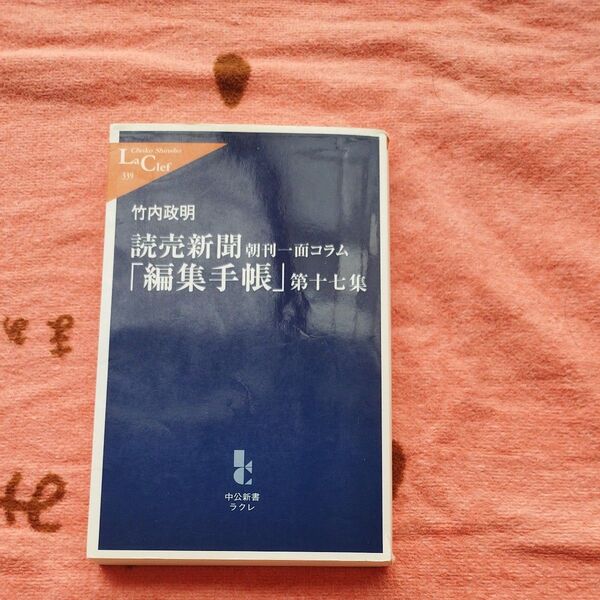 Chuko Shinsho
La Clef
339
竹内政明
読売新聞 朝刊一面コラム
「編集手帳」第十七集
中公新書
ラクレ